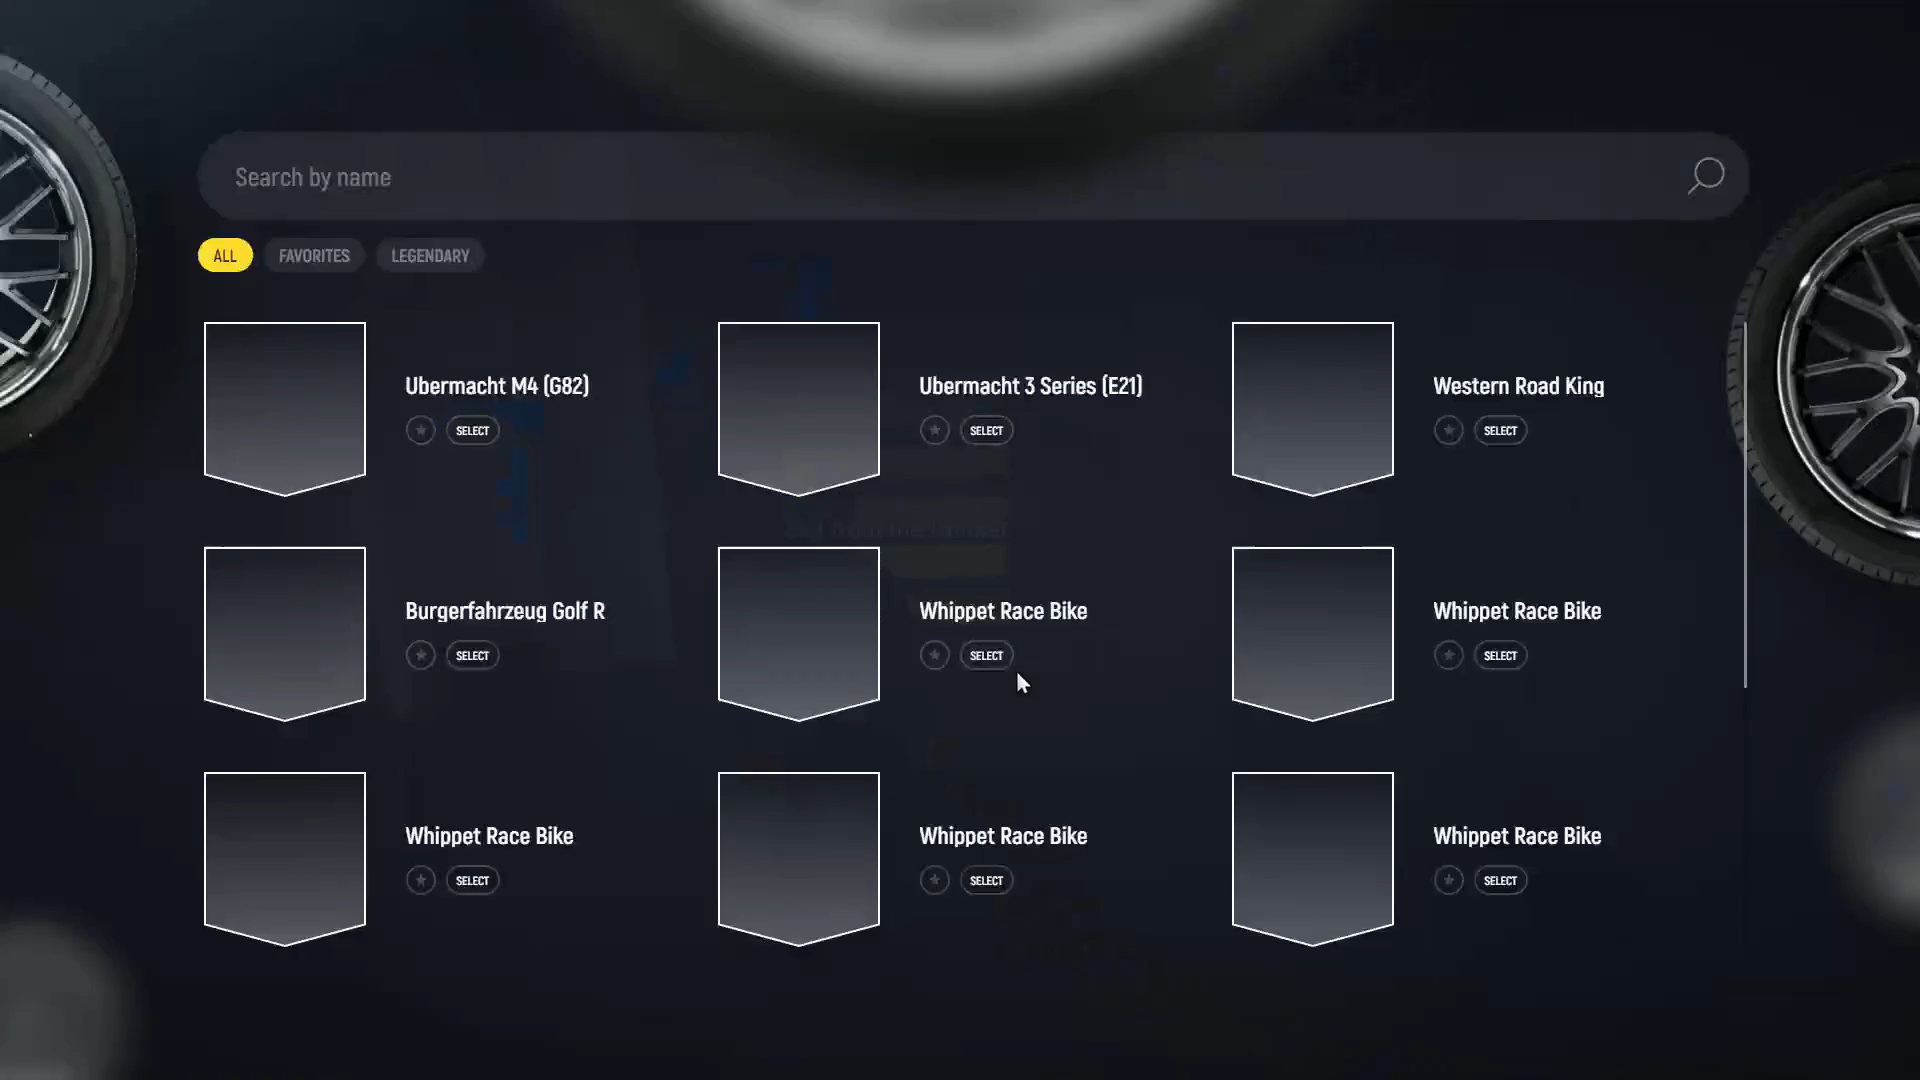 Search by name
ALL
FAVORITES
LEGENDARY
Ubermacht M4 (G82)
SELECT
Ubermacht 3 Series (E21)
SELECT
Western Road King
SELECT
Burgerfahrzeug Golf R
SELECT
Whippet Race Bike
SELECT
Whippet Race Bike
SELECT
Whippet Race Bike
SELECT
Whippet Race Bike
SELECT
Whippet Race Bike
SELECT